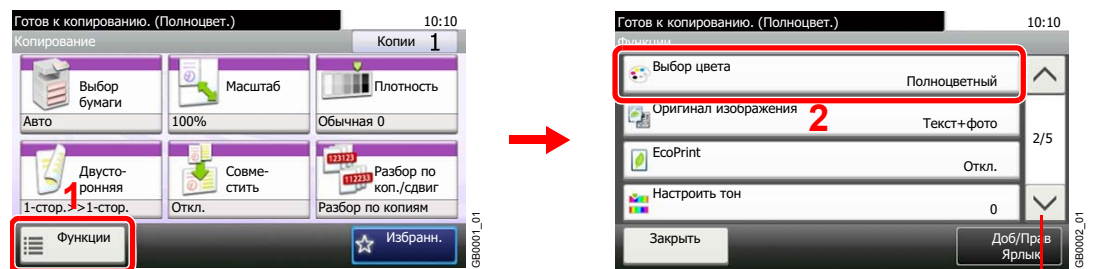 Готов к копированию. (Полноцвет.) 10:10
Копирование
Копии 1
Выбор
бумаги
Авто
Масштаб
100%
Плотность
Обычная 0
Двусто-
ронняя
1-стор.>>1-стор.
Совме-
стить
Откл.
123123
112233
Разбор по
коп./сдвиг
Разбор по копиям
1
Функции
Избранн.
GB0001_01
Готов к копированию. (Полноцвет.) 10:10
Функции
Выбор цвета
Полноцветный
Оригинал изображения
Текст+фото
2
EcoPrint
Откл.
Настроить тон
0
2/5
Закрыть
Доб/Прав
Ярлык
GB0002_01